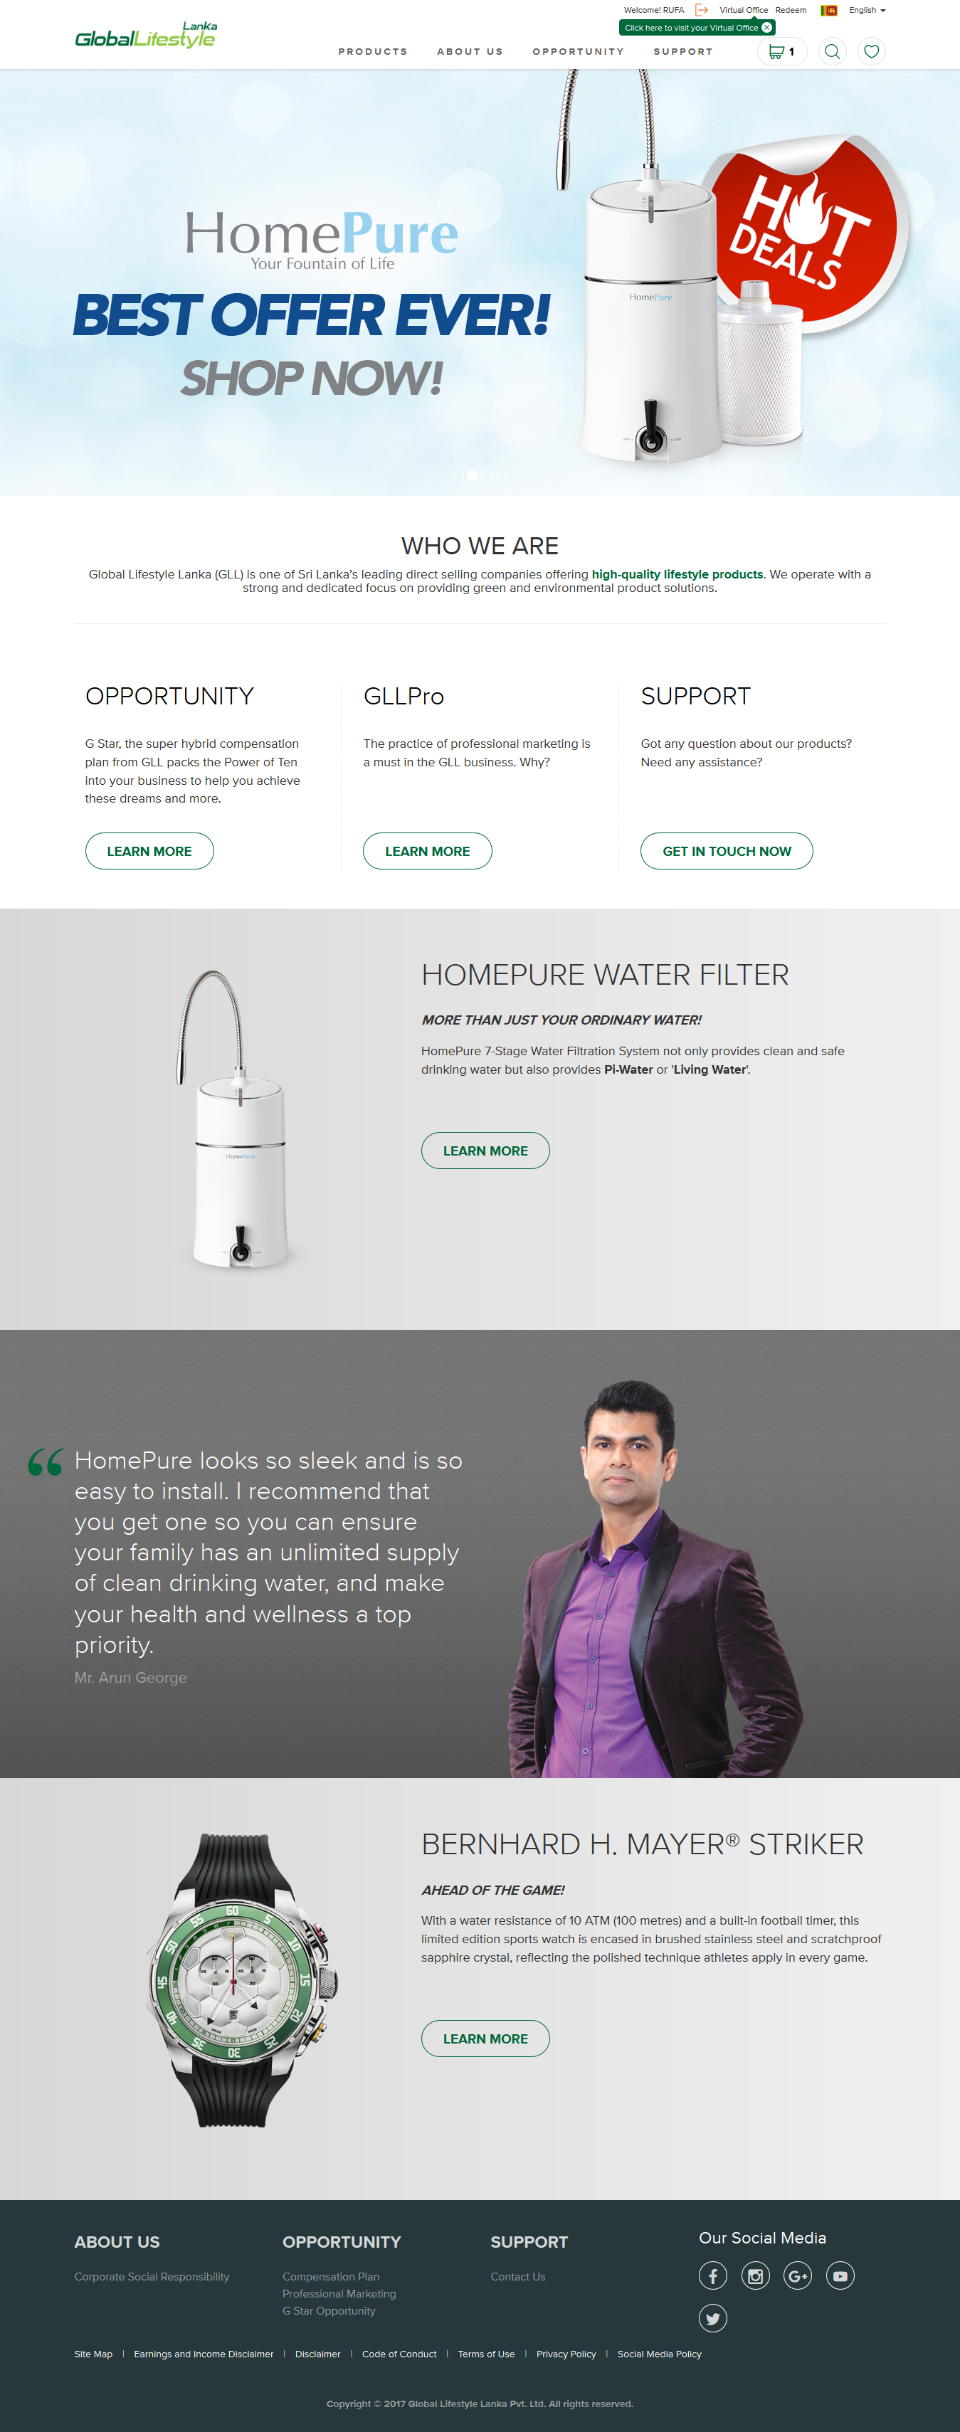 Welcome! RUFA Virtual Office Redeem English
Click here to visit your Virtual Office
Lanka
GlobalLifestyle
PRODUCTS ABOUT US OPPORTUNITY SUPPORT 1
HOT
DEALS
HomePure
Your Fountain of Life
BEST OFFER EVER!
SHOP NOW!
HomePure
WHO WE ARE
Global Lifestyle Lanka (GLL) is one of Sri Lanka's leading direct selling companies offering high-quality lifestyle products. We operate with a
strong and dedicated focus on providing green and environmental product solutions.
OPPORTUNITY
G Star, the super hybrid compensation
plan from GLL packs the Power of Ten
into your business to help you achieve
these dreams and more.
LEARN MORE
GLLPro
The practice of professional marketing is
a must in the GLL business. Why?
LEARN MORE
SUPPORT
Got any question about our products?
Need any assistance?
GET IN TOUCH NOW
HomePure
HOMEPURE WATER FILTER
MORE THAN JUST YOUR ORDINARY WATER!
HomePure 7-Stage Water Filtration System not only provides clean and safe
drinking water but also provides Pi-Water or 'Living Water'.
LEARN MORE
“ HomePure looks so sleek and is so
easy to install. I recommend that
you get one so you can ensure
your family has an unlimited supply
of clean drinking water, and make
your health and wellness a top
priority.
Mr. Arun George
60 5 10 15 20 25 30 35 40 45 50 55
BERNHARD H. MAYER® STRIKER
AHEAD OF THE GAME!
With a water resistance of 10 ATM (100 metres) and a built-in football timer, this
limited edition sports watch is encased in brushed stainless steel and scratchproof
sapphire crystal, reflecting the polished technique athletes apply in every game.
LEARN MORE
ABOUT US
Corporate Social Responsibility
OPPORTUNITY
Compensation Plan
Professional Marketing
G Star Opportunity
SUPPORT
Contact Us
Our Social Media
Site Map | Earnings and Income Disclaimer | Disclaimer | Code of Conduct | Terms of Use | Privacy Policy | Social Media Policy
Copyright © 2017 Global Lifestyle Lanka Pvt. Ltd. All rights reserved.